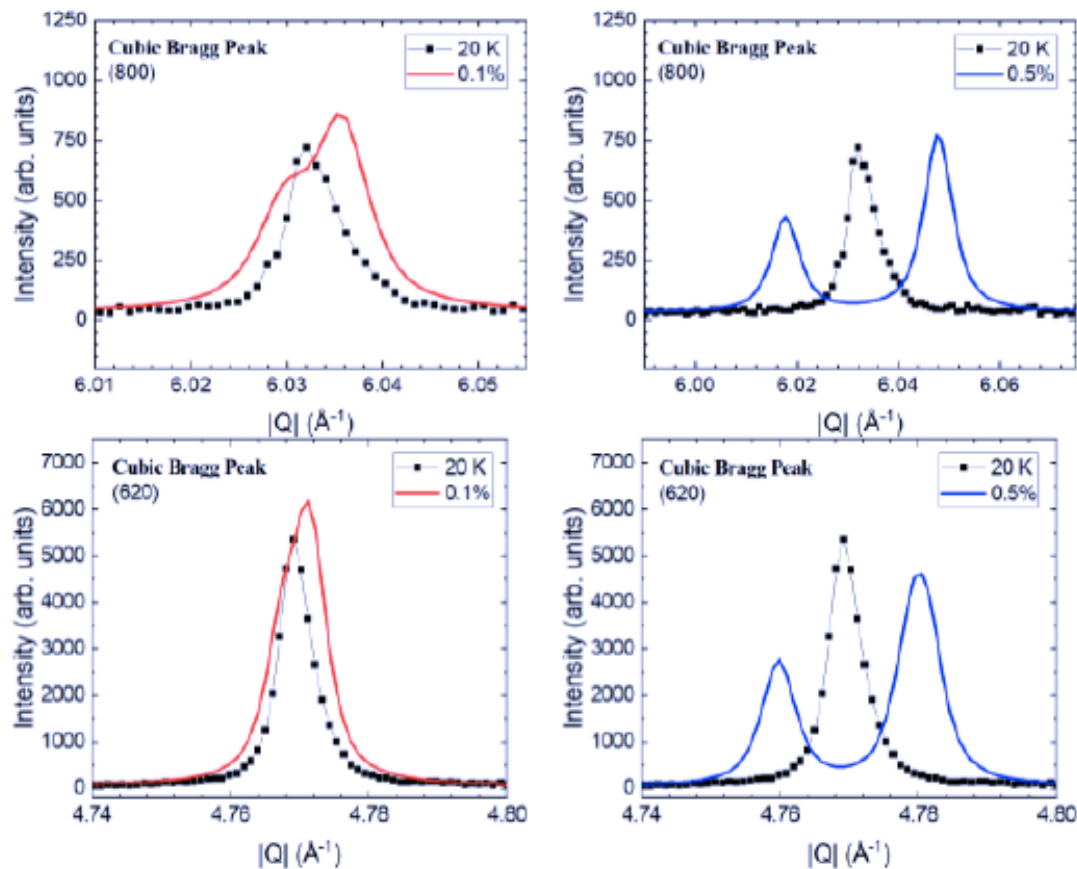 Cubic Bragg Peak
(800)
20 K
0.1%
1250
1000
750
500
250
0
Intensity (arb. units)
6.01 6.02 6.03 6.04 6.05
|Q| (Å⁻¹)
Cubic Bragg Peak
(800)
20 K
0.5%
1250
1000
750
500
250
0
Intensity (arb. units)
6.00 6.02 6.04 6.06
|Q| (Å⁻¹)
Cubic Bragg Peak
(620)
20 K
0.1%
7000
6000
5000
4000
3000
2000
1000
0
Intensity (arb. units)
4.74 4.76 4.78 4.80
|Q| (Å⁻¹)
Cubic Bragg Peak
(620)
20 K
0.5%
7000
6000
5000
4000
3000
2000
1000
0
Intensity (arb. units)
4.74 4.76 4.78 4.80
|Q| (Å⁻¹)